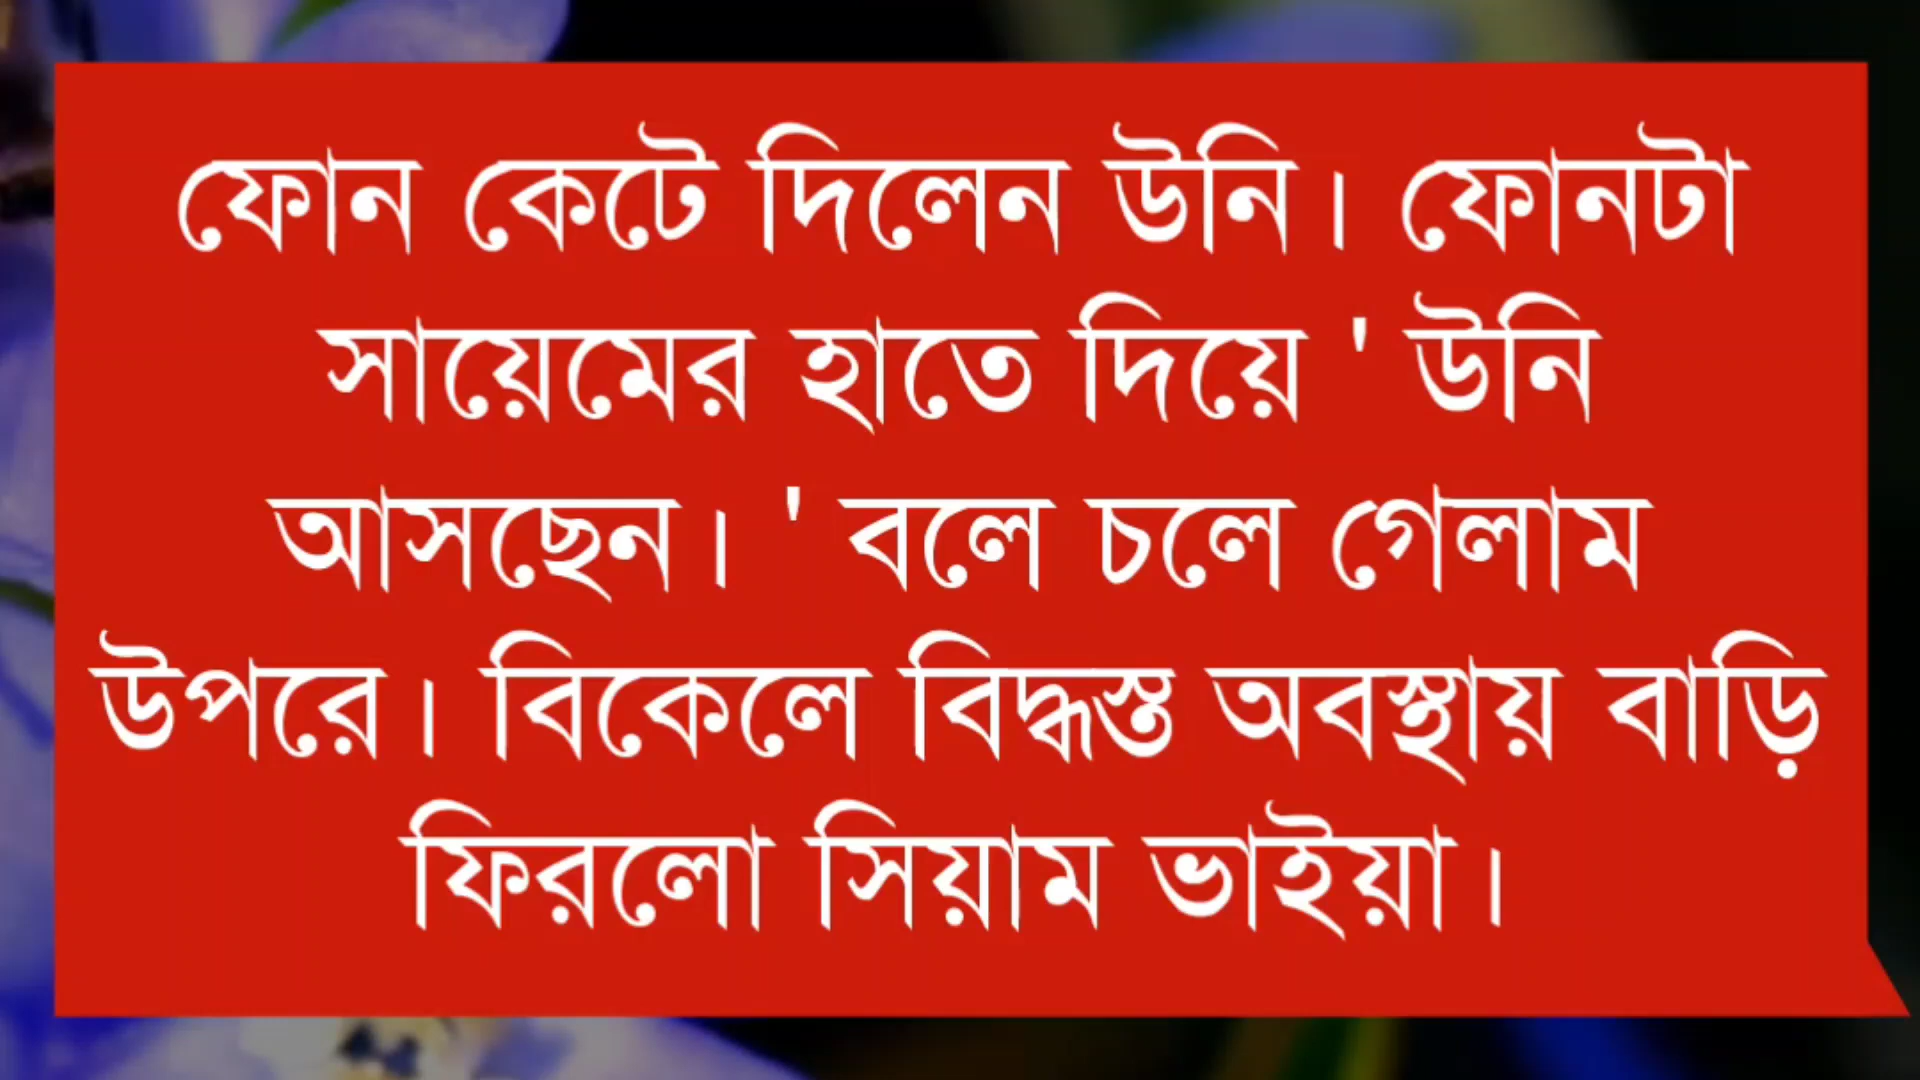 ফোন কেটে দিলেন উনি। ফোনটা
সায়েমের হাতে দিয়ে ' উনি
আসছেন। ' বলে চলে গেলাম
উপরে। বিকেলে বিদ্ধস্ত অবস্থায় বাড়ি
ফিরলো সিয়াম ভাইয়া।